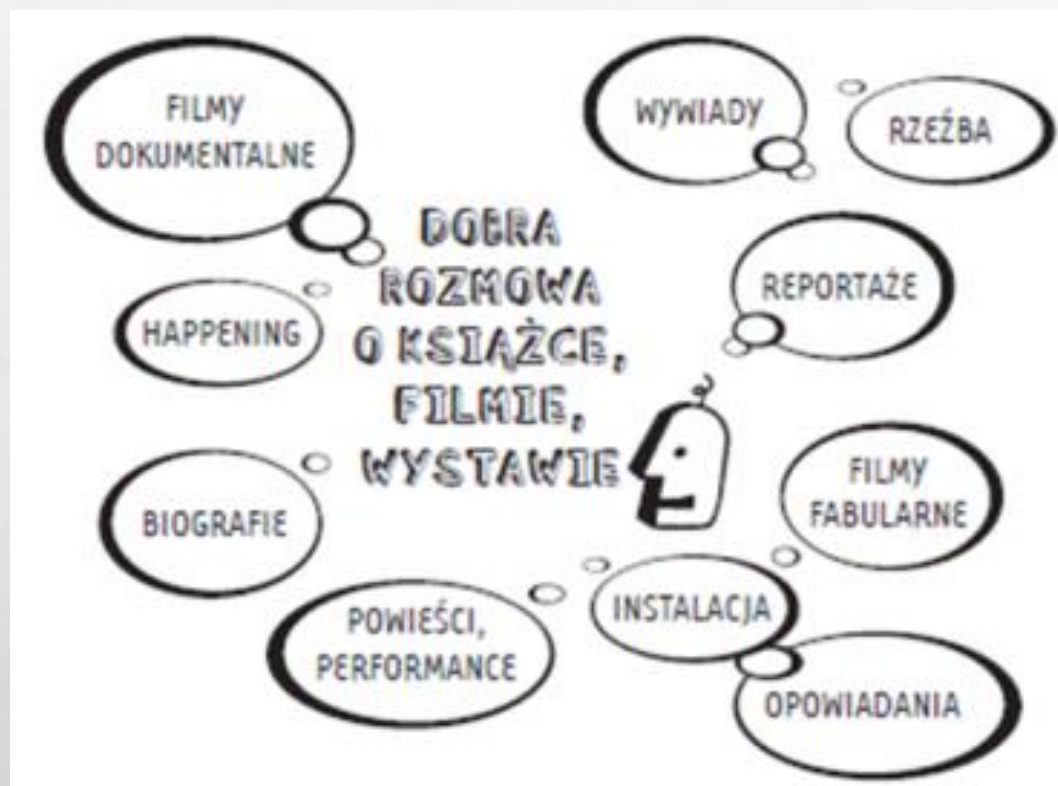 FILMY
DOKUMENTALNE
WYWIADY
RZEŹBA
DOBRA
ROZMOWA
O KSIĄŻCE,
FILMIE,
WYSTAWIE
REPORTAŻE
HAPPENING
FILMY
FABULARNE
BIOGRAFIE
INSTALACJA
POWIEŚCI,
PERFORMANCE
OPOWIADANIA